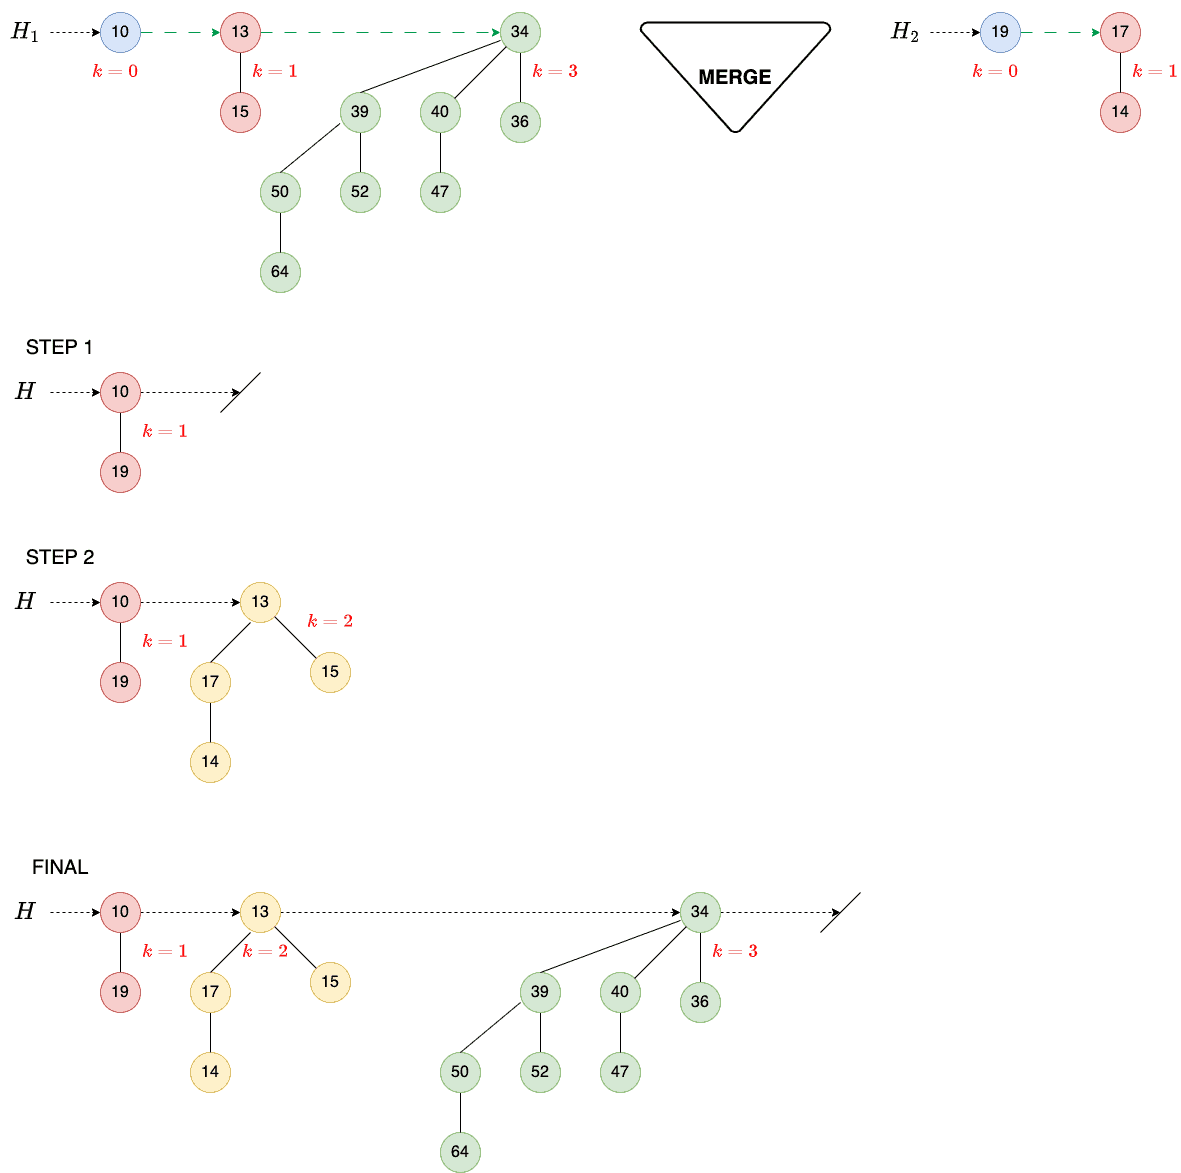 H₁ 10 13 34 MERGE H₂ 19 17
k = 0 k = 1 k = 3 k = 0 k = 1
15 39 40 36 14
50 52 47
64
STEP 1
H 10
k = 1
19
STEP 2
H 10 13
k = 1 k = 2
19 17 15
14
FINAL
H 10 13 34
k = 1 k = 2 k = 3
19 17 15 39 40 36
14 50 52 47
64